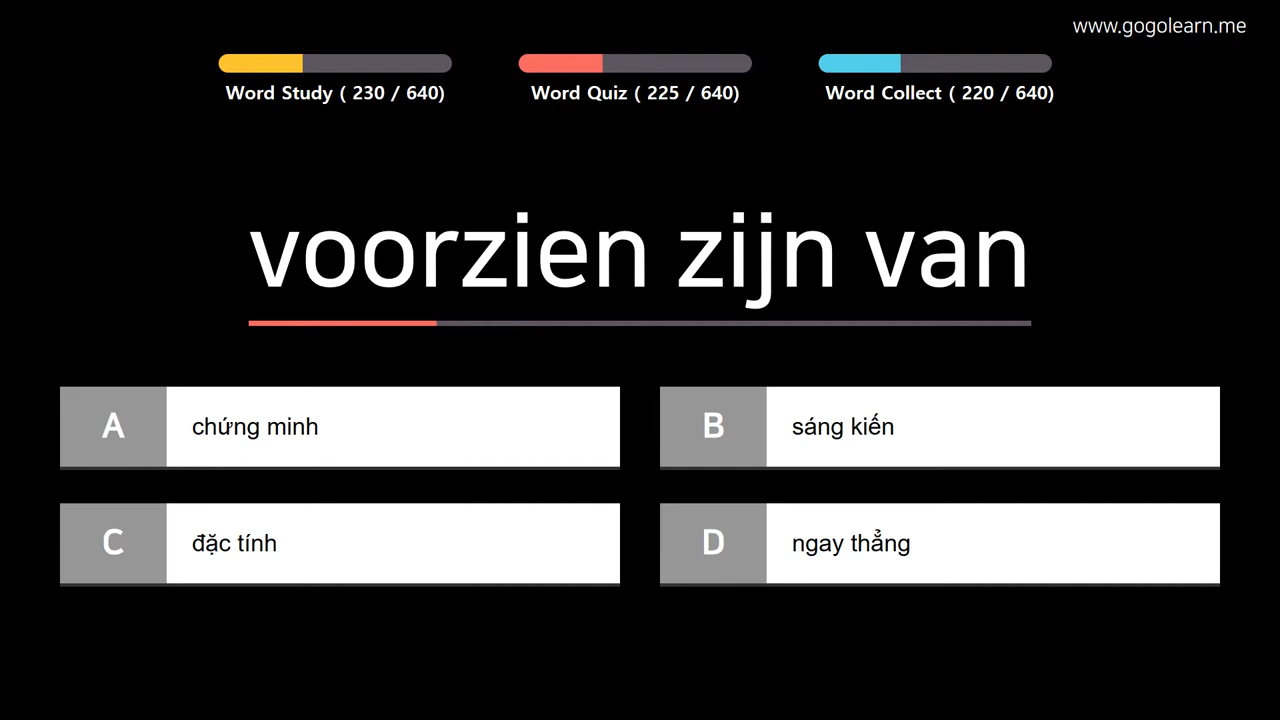 www.gogolearn.me
Word Study ( 230 / 640)
Word Quiz ( 225 / 640)
Word Collect ( 220 / 640)
voorzien zijn van
A
chứng minh
B
sáng kiến
C
đặc tính
D
ngay thẳng